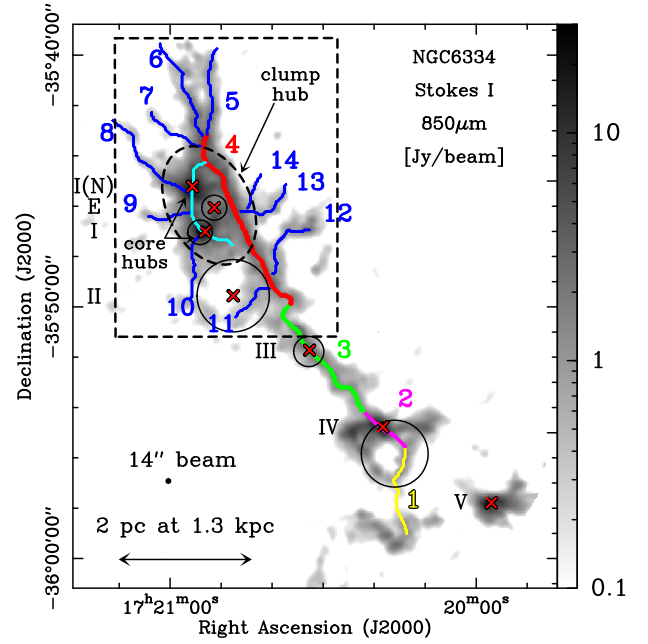 −35°40′00″
−35°50′00″
−36°00′00″
Declination (J2000)
NGC6334
Stokes I
850μm
[Jy/beam]
clump
hub
6
7
5
8
4
14
13
I(N)
E
9
12
I
core
hubs
II
10
11
III
3
2
IV
1
V
14″ beam
2 pc at 1.3 kpc
17ʰ21ᵐ00ˢ
20ᵐ00ˢ
Right Ascension (J2000)
10
1
0.1